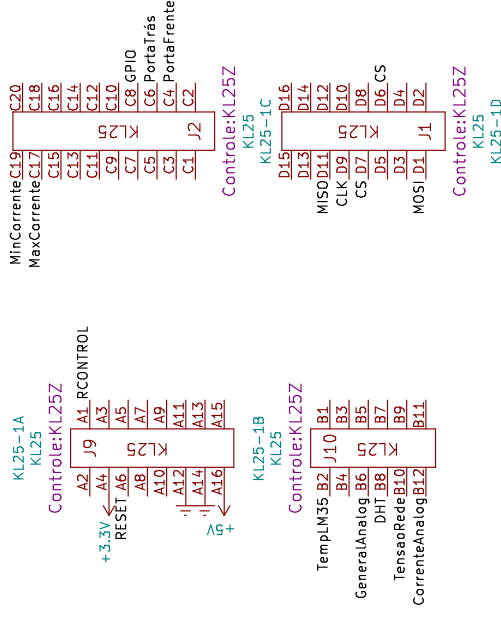 C20
C18
C16
C14
C12
C10
C8 GPIO
C6 PortaTrás
C4 PortaFrente
C2
KL25
J2
MinCorrente C19
MaxCorrente C17
C15
C13
C11
C9
C7
C5
C3
C1
Controle:KL25Z
KL25
KL25-1C
D16
D14
D12
D10
D8
D6 CS
D4
D2
KL25
J1
D15
D13
MISO D11
CLK D9
CS D7
D5
D3
MOSI D1
Controle:KL25Z
KL25
KL25-1D
KL25-1A
KL25
Controle:KL25Z
A1 RCONTROL
A3
A5
A7
A9
A11
A13
A15
J9
KL25
A2
+3.3V A4
RESET A6
A8
A10
A12
A14
+5V A16
KL25-1B
KL25
Controle:KL25Z
B1
B3
B5
B7
B9
B11
J10
KL25
TempLM35 B2
B4
GeneralAnalog B6
DHT B8
TensaoRede B10
CorrenteAnalog B12